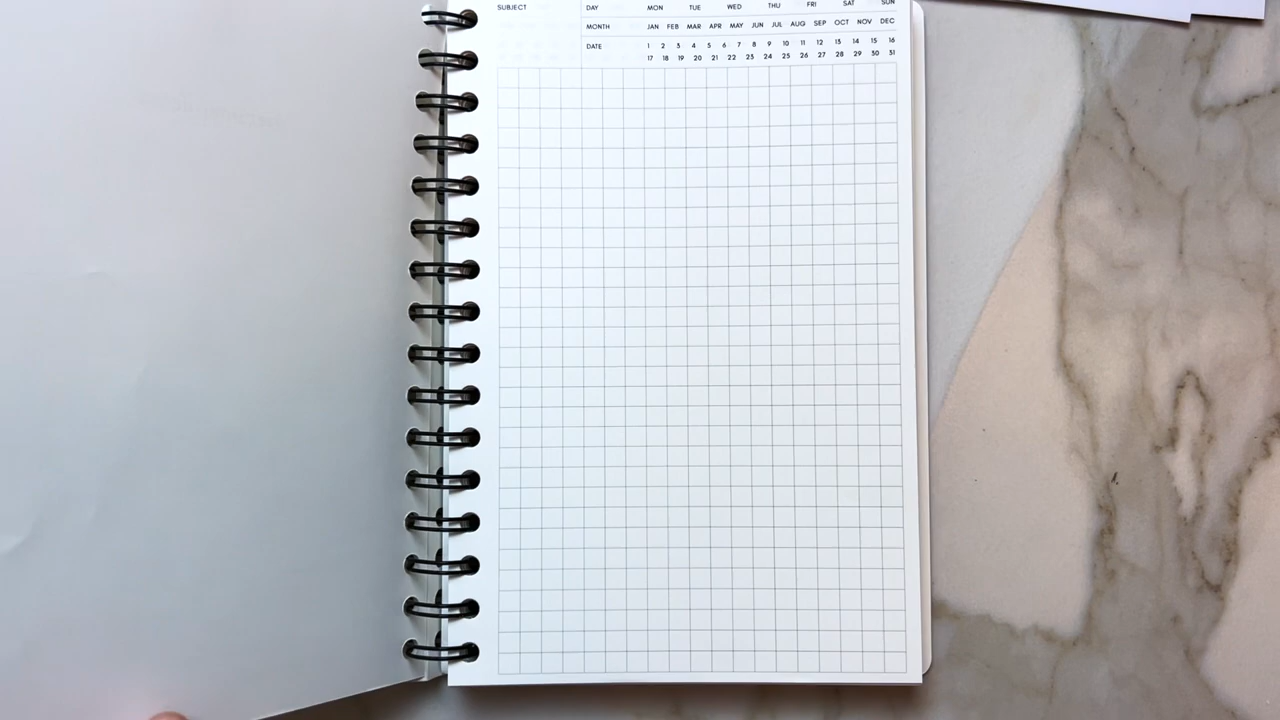 SUBJECT DAY MON TUE WED THU FRI SAT SUN
MONTH JAN FEB MAR APR MAY JUN JUL AUG SEP OCT NOV DEC
DATE 1 2 3 4 5 6 7 8 9 10 11 12 13 14 15 16
17 18 19 20 21 22 23 24 25 26 27 28 29 30 31